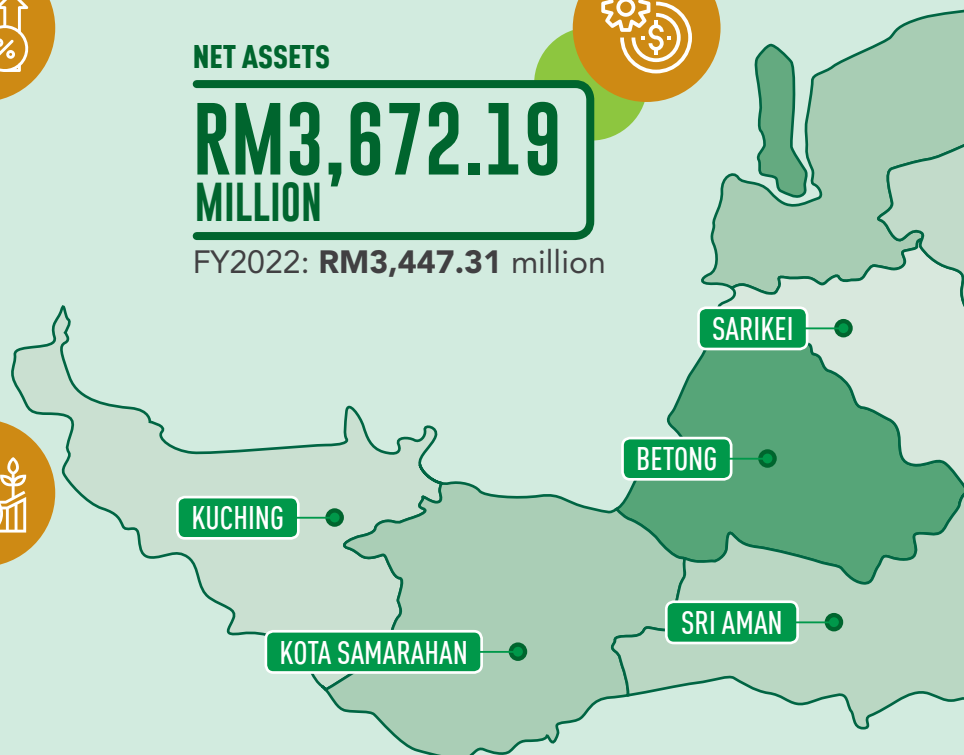 %
$
NET ASSETS
RM3,672.19
MILLION
FY2022: RM3,447.31 million
SARIKEI
BETONG
KUCHING
SRI AMAN
KOTA SAMARAHAN